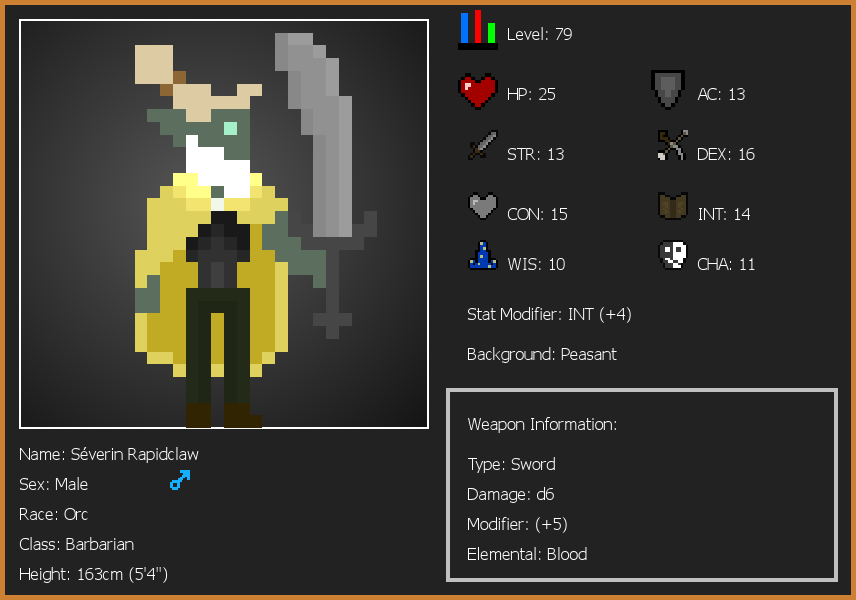 Level: 79
HP: 25
AC: 13
STR: 13
DEX: 16
CON: 15
INT: 14
WIS: 10
CHA: 11
Stat Modifier: INT (+4)
Background: Peasant
Weapon Information:
Type: Sword
Damage: d6
Modifier: (+5)
Elemental: Blood
Name: Séverin Rapidclaw
Sex: Male
Race: Orc
Class: Barbarian
Height: 163cm (5'4")